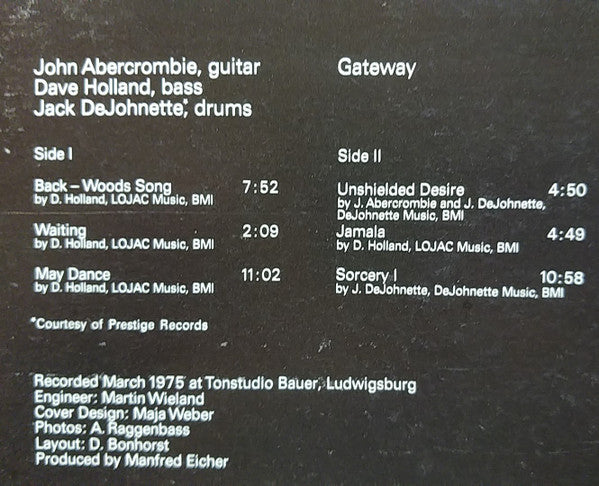 John Abercrombie, guitar
Dave Holland, bass
Jack DeJohnette,* drums
Gateway
Side I
Back – Woods Song 7:52
by D. Holland, LOJAC Music, BMI
Waiting 2:09
by D. Holland, LOJAC Music, BMI
May Dance 11:02
by D. Holland, LOJAC Music, BMI
*Courtesy of Prestige Records
Side II
Unshielded Desire 4:50
by J. Abercrombie and J. DeJohnette,
DeJohnette Music, BMI
Jamala 4:49
by D. Holland, LOJAC Music, BMI
Sorcery I 10:58
by J. DeJohnette, DeJohnette Music, BMI
Recorded March 1975 at Tonstudio Bauer, Ludwigsburg
Engineer: Martin Wieland
Cover Design: Maja Weber
Photos: A. Raggenbass
Layout: D. Bonhorst
Produced by Manfred Eicher